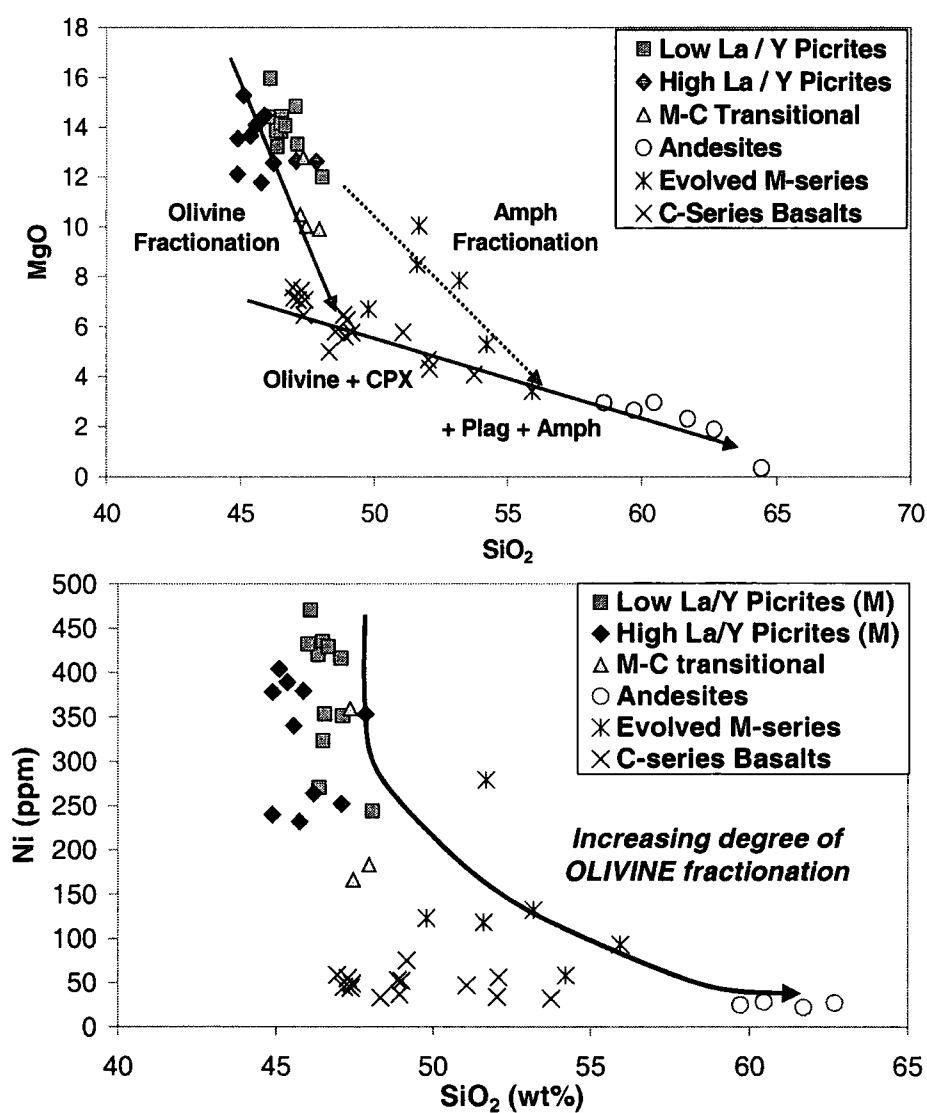 18
16
14
12
10
8
6
4
2
0
MgO
Low La / Y Picrites
High La / Y Picrites
M-C Transitional
Andesites
Evolved M-series
C-Series Basalts
Olivine
Fractionation
Amph
Fractionation
Olivine + CPX
+ Plag + Amph
40 45 50 55 60 65 70
SiO₂
500
450
400
350
300
250
200
150
100
50
0
Ni (ppm)
Low La/Y Picrites (M)
High La/Y Picrites (M)
M-C transitional
Andesites
Evolved M-series
C-series Basalts
Increasing degree of
OLIVINE fractionation
40 45 50 55 60 65
SiO₂ (wt%)